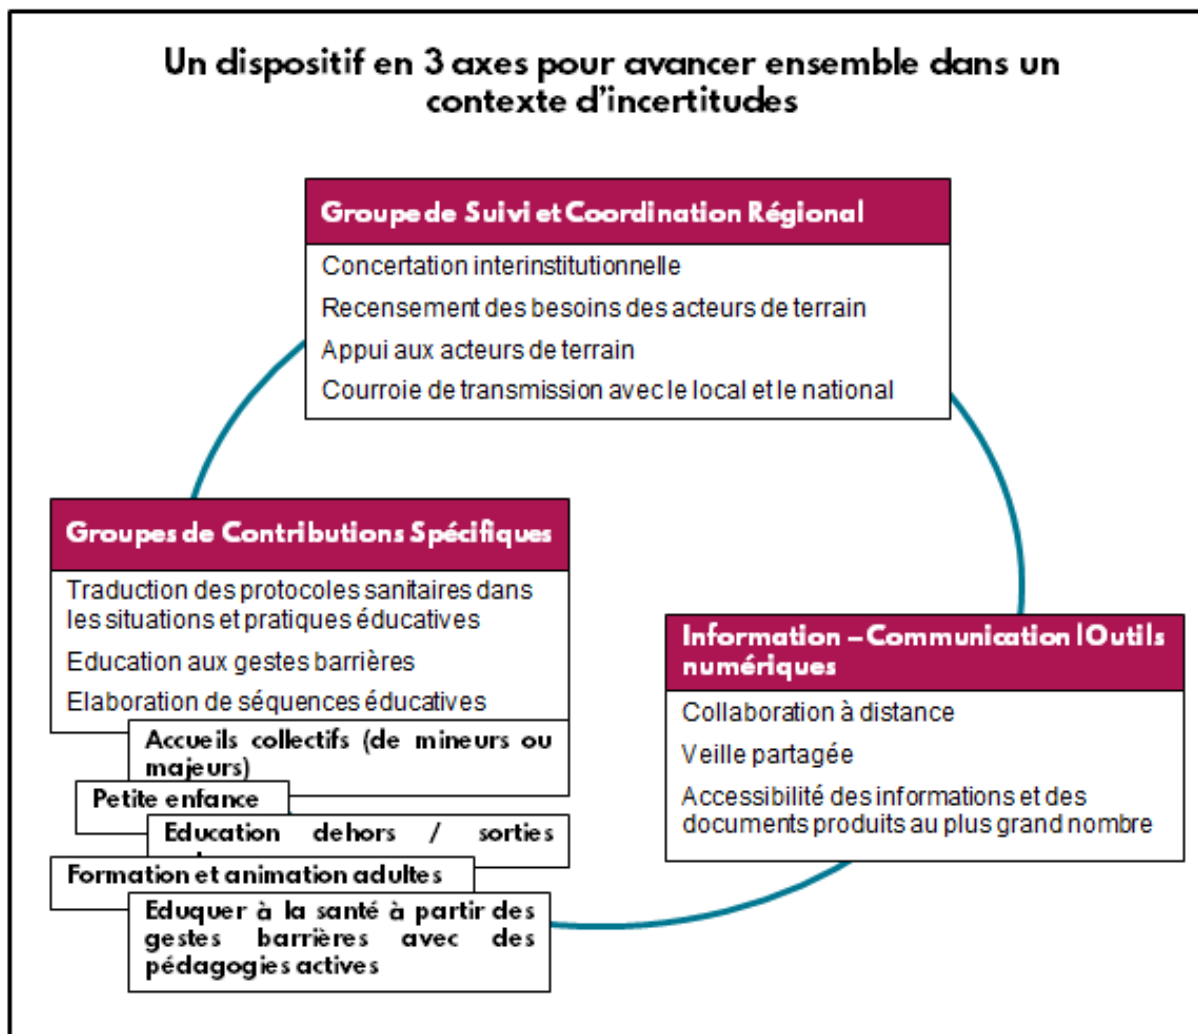 Un dispositif en 3 axes pour avancer ensemble dans un
contexte d'incertitudes
Groupe de Suivi et Coordination Régional
Concertation interinstitutionnelle
Recensement des besoins des acteurs de terrain
Appui aux acteurs de terrain
Courroie de transmission avec le local et le national
Groupes de Contributions Spécifiques
Traduction des protocoles sanitaires dans
les situations et pratiques éducatives
Education aux gestes barrières
Elaboration de séquences éducatives
Accueils collectifs (de mineurs ou
majeurs)
Petite enfance
Education dehors / sorties
Formation et animation adultes
Eduquer à la santé à partir des
gestes barrières avec des
pédagogies actives
Information – Communication | Outils
numériques
Collaboration à distance
Veille partagée
Accessibilité des informations et des
documents produits au plus grand nombre